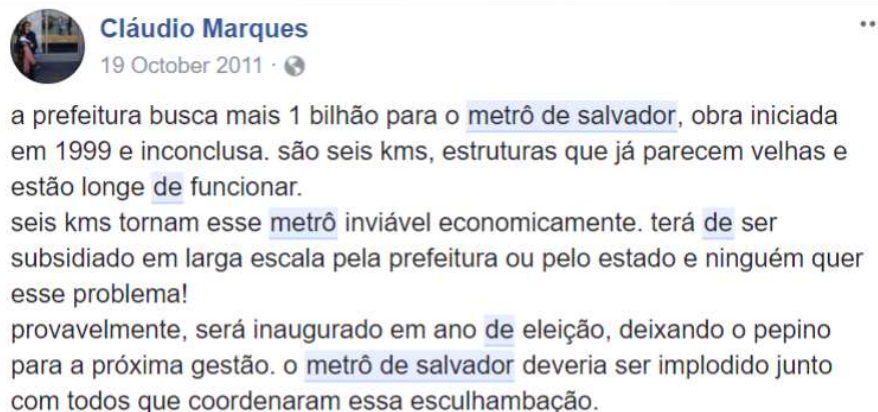 Cláudio Marques
19 October 2011 ·
a prefeitura busca mais 1 bilhão para o metrô de salvador, obra iniciada
em 1999 e inconclusa. são seis kms, estruturas que já parecem velhas e
estão longe de funcionar.
seis kms tornam esse metrô inviável economicamente. terá de ser
subsidiado em larga escala pela prefeitura ou pelo estado e ninguém quer
esse problema!
provavelmente, será inaugurado em ano de eleição, deixando o pepino
para a próxima gestão. o metrô de salvador deveria ser implodido junto
com todos que coordenaram essa esculhambação.